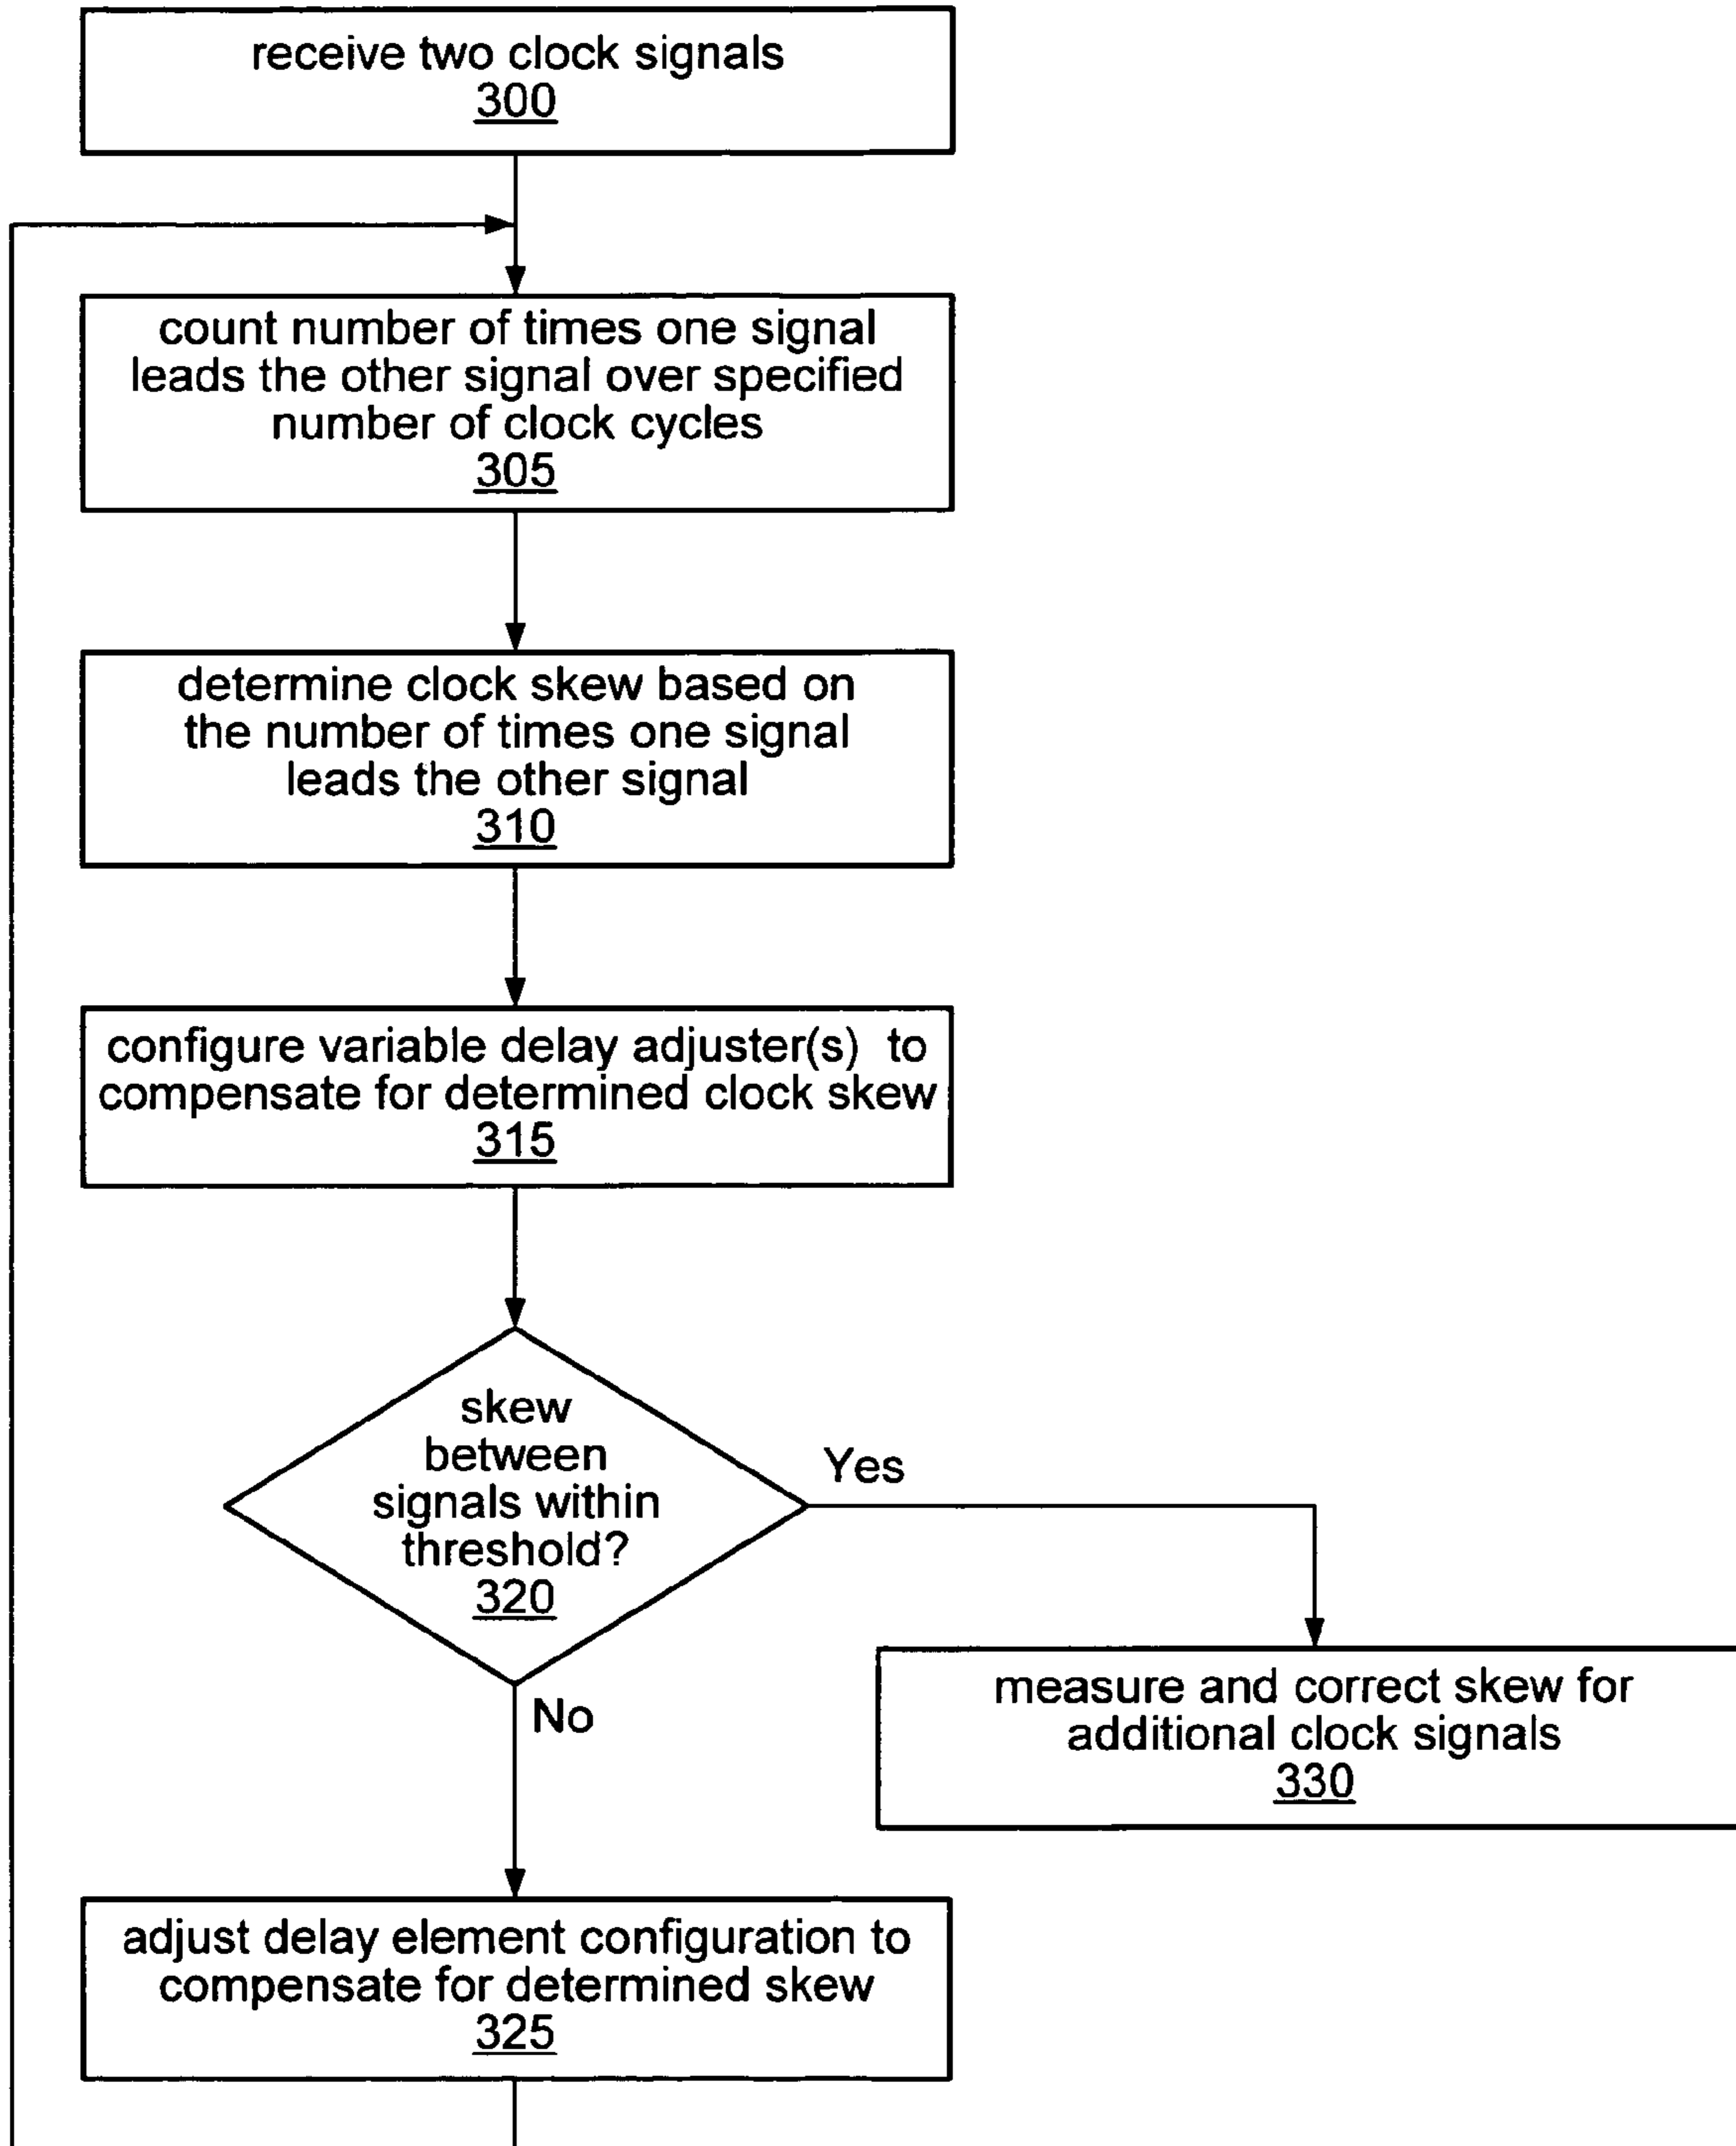 receive two clock signals
300
count number of times one signal
leads the other signal over specified
number of clock cycles
305
determine clock skew based on
the number of times one signal
leads the other signal
310
configure variable delay adjuster(s) to
compensate for determined clock skew
315
skew
between
signals within
threshold?
320
Yes
No
measure and correct skew for
additional clock signals
330
adjust delay element configuration to
compensate for determined skew
325